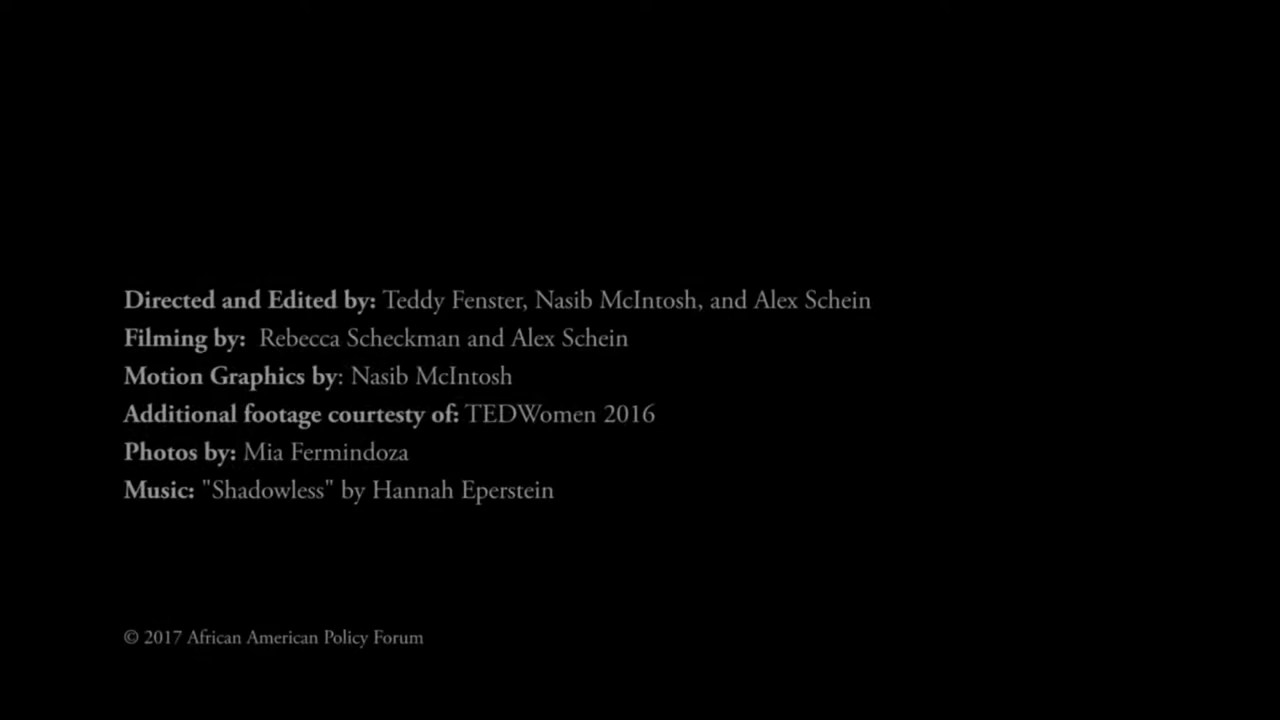 Directed and Edited by: Teddy Fenster, Nasib McIntosh, and Alex Schein
Filming by: Rebecca Scheckman and Alex Schein
Motion Graphics by: Nasib McIntosh
Additional footage courtesty of: TEDWomen 2016
Photos by: Mia Fermindoza
Music: "Shadowless" by Hannah Eperstein
© 2017 African American Policy Forum